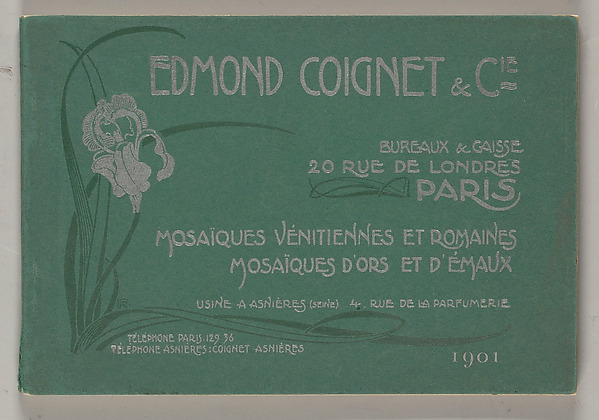 EDMOND COIGNET & CIE
BUREAUX & CAISSE
20 RUE DE LONDRES
PARIS
MOSAÏQUES VÉNITIENNES ET ROMAINES
MOSAÏQUES D'ORS ET D'ÉMAUX
USINE A ASNIÈRES (SEINE) 4, RUE DE LA PARFUMERIE
TÉLÉPHONE PARIS: 129 36
TÉLÉPHONE ASNIÈRES: COIGNET ASNIÈRES
1901